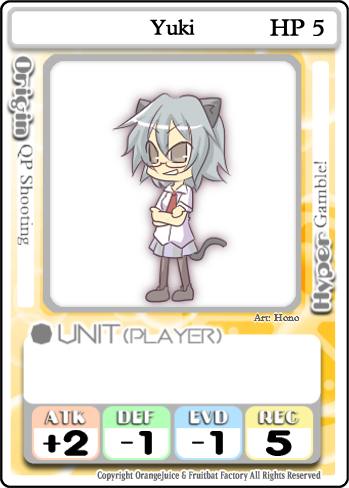 Yuki HP 5
Origin QP Shooting
Hyper Gamble!
Art: Hono
UNIT (PLAYER)
ATK DEF EVD REC
+2 -1 -1 5
Copyright OrangeJuice & Fruitbat Factory All Rights Reserved